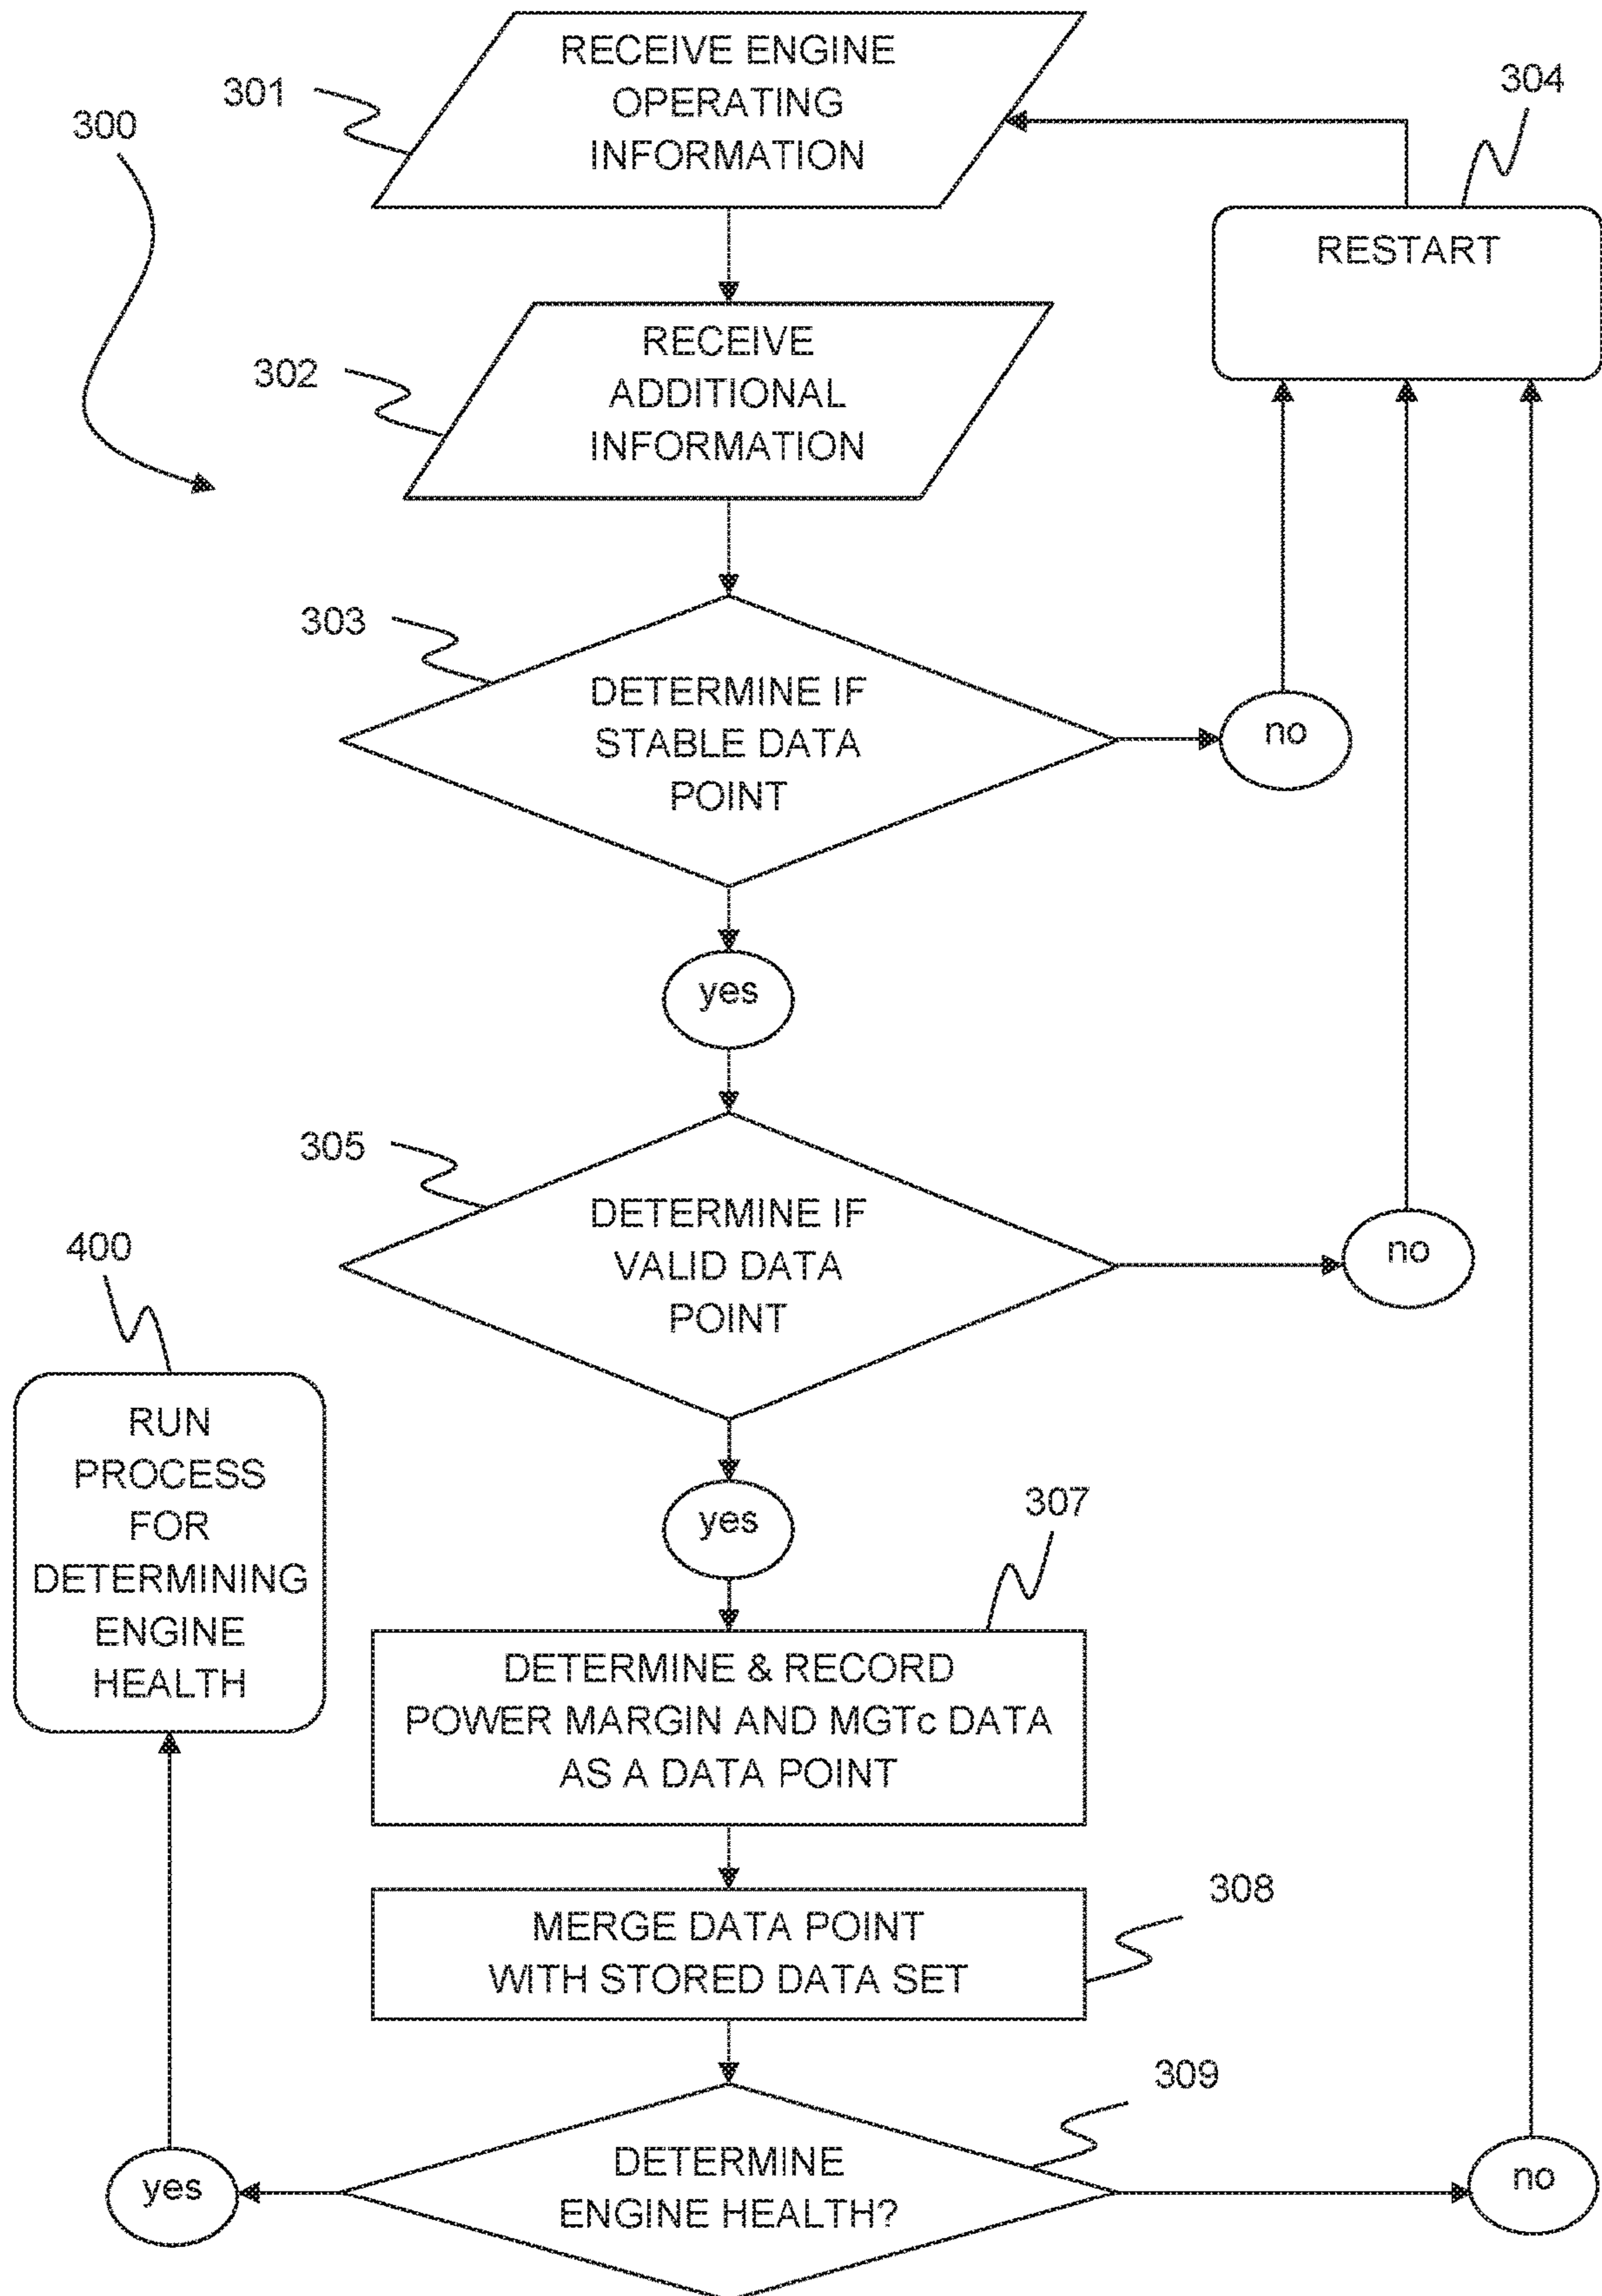 301
RECEIVE ENGINE
OPERATING
INFORMATION
304
300
RESTART
302
RECEIVE
ADDITIONAL
INFORMATION
303
DETERMINE IF
STABLE DATA
POINT
no
yes
305
DETERMINE IF
VALID DATA
POINT
no
400
RUN
PROCESS
FOR
DETERMINING
ENGINE
HEALTH
yes
307
DETERMINE & RECORD
POWER MARGIN AND MGTc DATA
AS A DATA POINT
308
MERGE DATA POINT
WITH STORED DATA SET
309
DETERMINE
ENGINE HEALTH?
yes
no